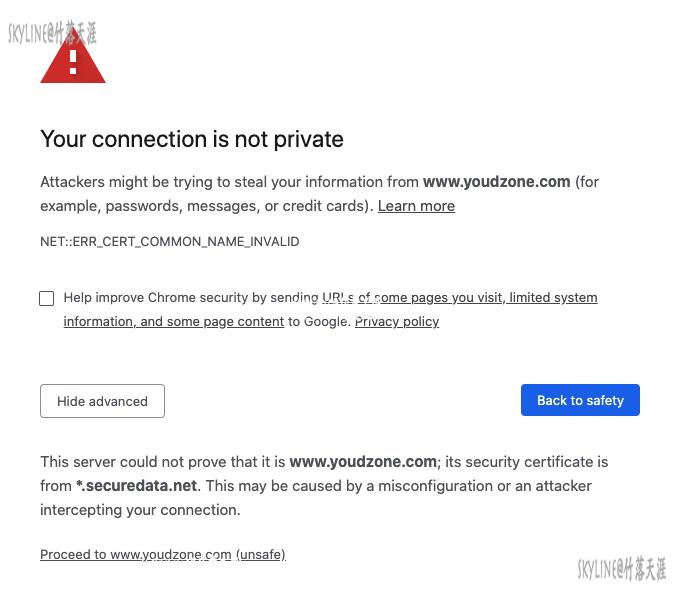 SKYLINE@竹落天涯
Your connection is not private
Attackers might be trying to steal your information from www.youdzone.com (for
example, passwords, messages, or credit cards). Learn more
NET::ERR_CERT_COMMON_NAME_INVALID
Help improve Chrome security by sending URLs of some pages you visit, limited system
information, and some page content to Google. Privacy policy
Hide advanced
Back to safety
This server could not prove that it is www.youdzone.com; its security certificate is
from *.securedata.net. This may be caused by a misconfiguration or an attacker
intercepting your connection.
Proceed to www.youdzone.com (unsafe)
SKYLINE@竹落天涯